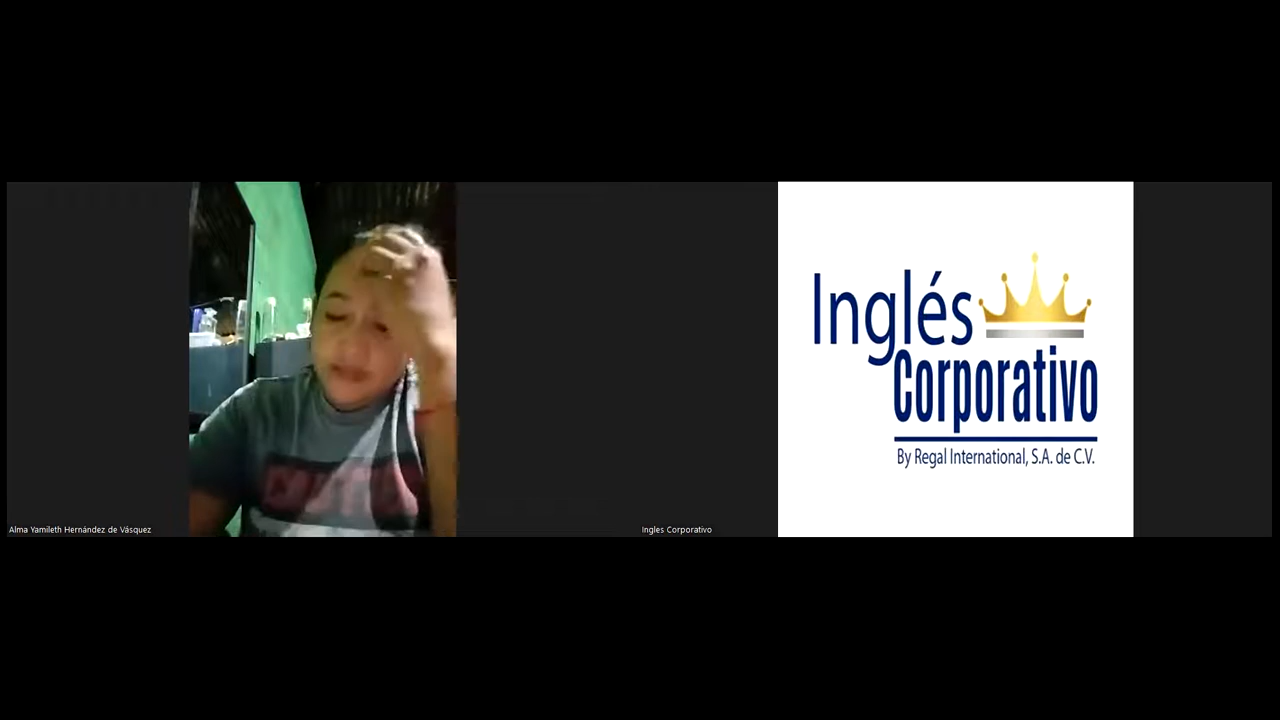 Inglés
Corporativo
By Regal International, S.A. de C.V.
Alma Yamileth Hernández de Vásquez
Ingles Corporativo